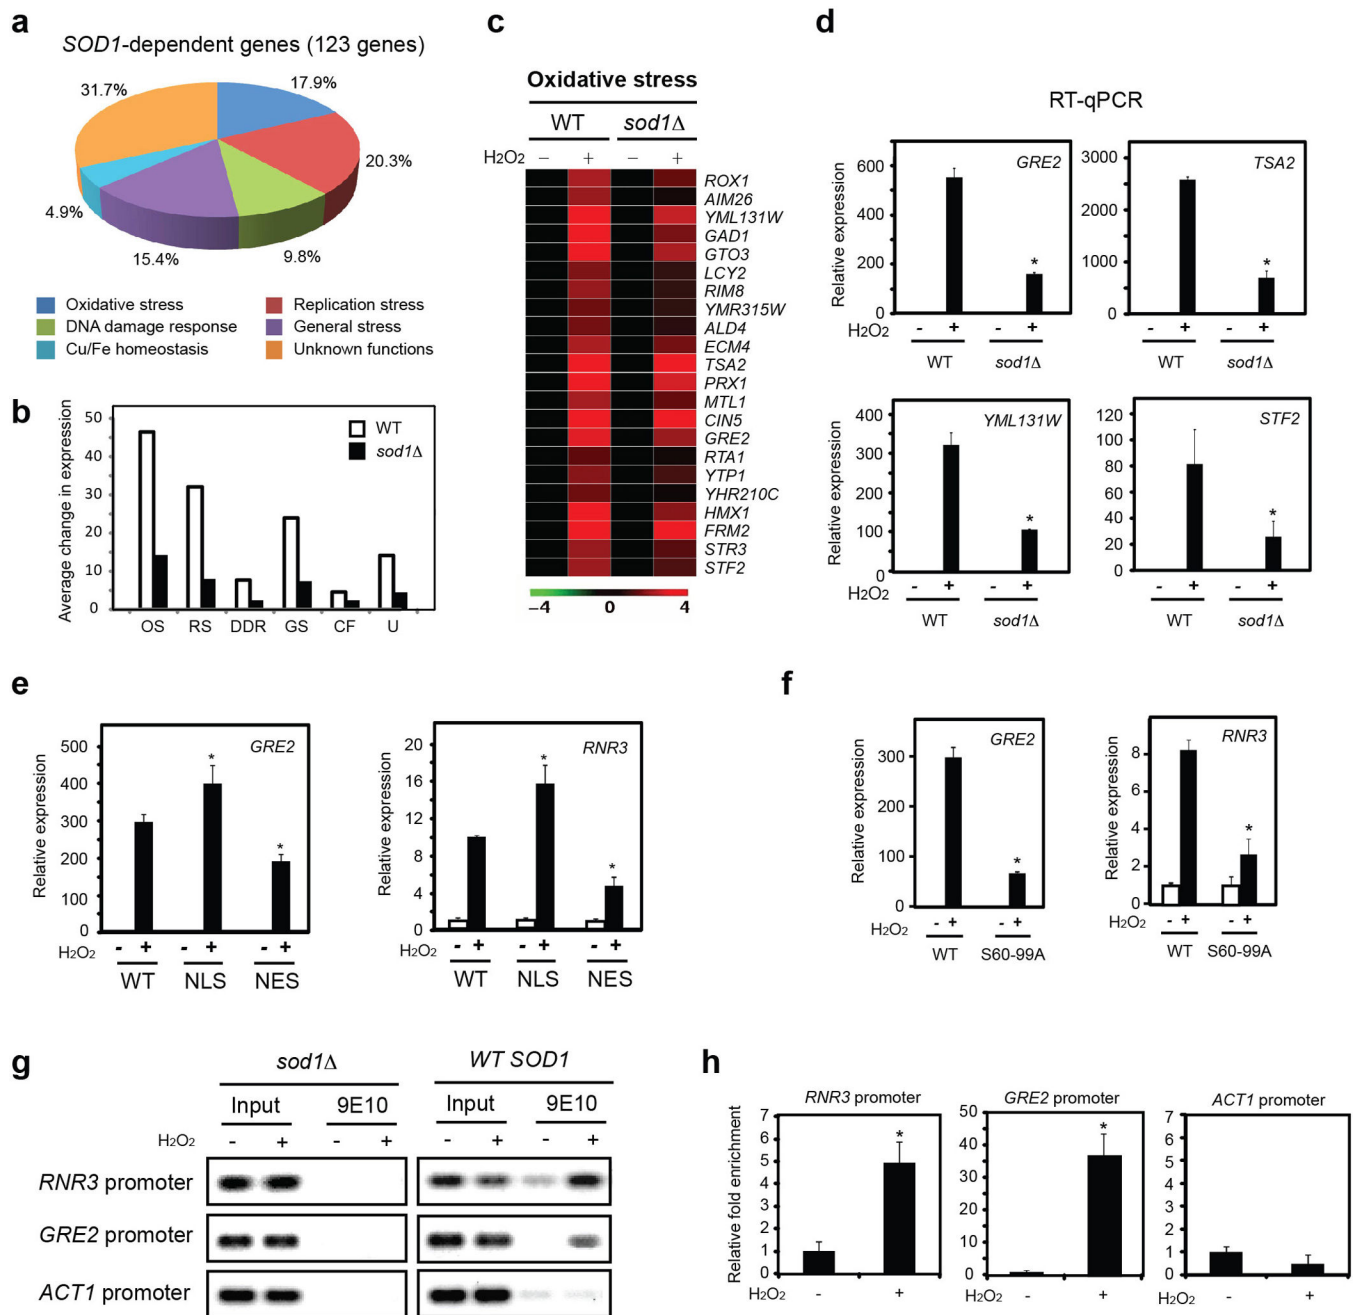 a
SOD1-dependent genes (123 genes)
31.7%
17.9%
20.3%
4.9%
15.4%
9.8%
Oxidative stress
Replication stress
DNA damage response
General stress
Cu/Fe homeostasis
Unknown functions
b
Average change in expression
50
40
30
20
10
0
WT
sod1Δ
OS RS DDR GS CF U
c
Oxidative stress
WT sod1Δ
H2O2 – + – +
ROX1
AIM26
YML131W
GAD1
GTO3
LCY2
RIM8
YMR315W
ALD4
ECM4
TSA2
PRX1
MTL1
CIN5
GRE2
RTA1
YTP1
YHR210C
HMX1
FRM2
STR3
STF2
–4 0 4
d
RT-qPCR
Relative expression
600
400
200
0
GRE2
*
H2O2 - + - +
WT sod1Δ
3000
2000
1000
0
TSA2
*
- + - +
WT sod1Δ
Relative expression
400
300
200
100
0
YML131W
*
H2O2 - + - +
WT sod1Δ
120
100
80
60
40
20
0
STF2
*
- + - +
WT sod1Δ
e
Relative expression
500
400
300
200
100
0
GRE2
*
*
H2O2 - + - + - +
WT NLS NES
Relative expression
20
16
12
8
4
0
RNR3
*
*
H2O2 - + - + - +
WT NLS NES
f
Relative expression
300
200
100
0
GRE2
*
H2O2 - + - +
WT S60-99A
Relative expression
8
6
4
2
0
RNR3
*
H2O2 - + - +
WT S60-99A
g
sod1Δ WT SOD1
Input 9E10 Input 9E10
H2O2 - + - + - + - +
RNR3 promoter
GRE2 promoter
ACT1 promoter
h
Relative fold enrichment
RNR3 promoter
7
6
5
4
3
2
1
0
*
H2O2 - +
GRE2 promoter
50
40
30
20
10
0
*
H2O2 - +
ACT1 promoter
7
6
5
4
3
2
1
0
H2O2 - +